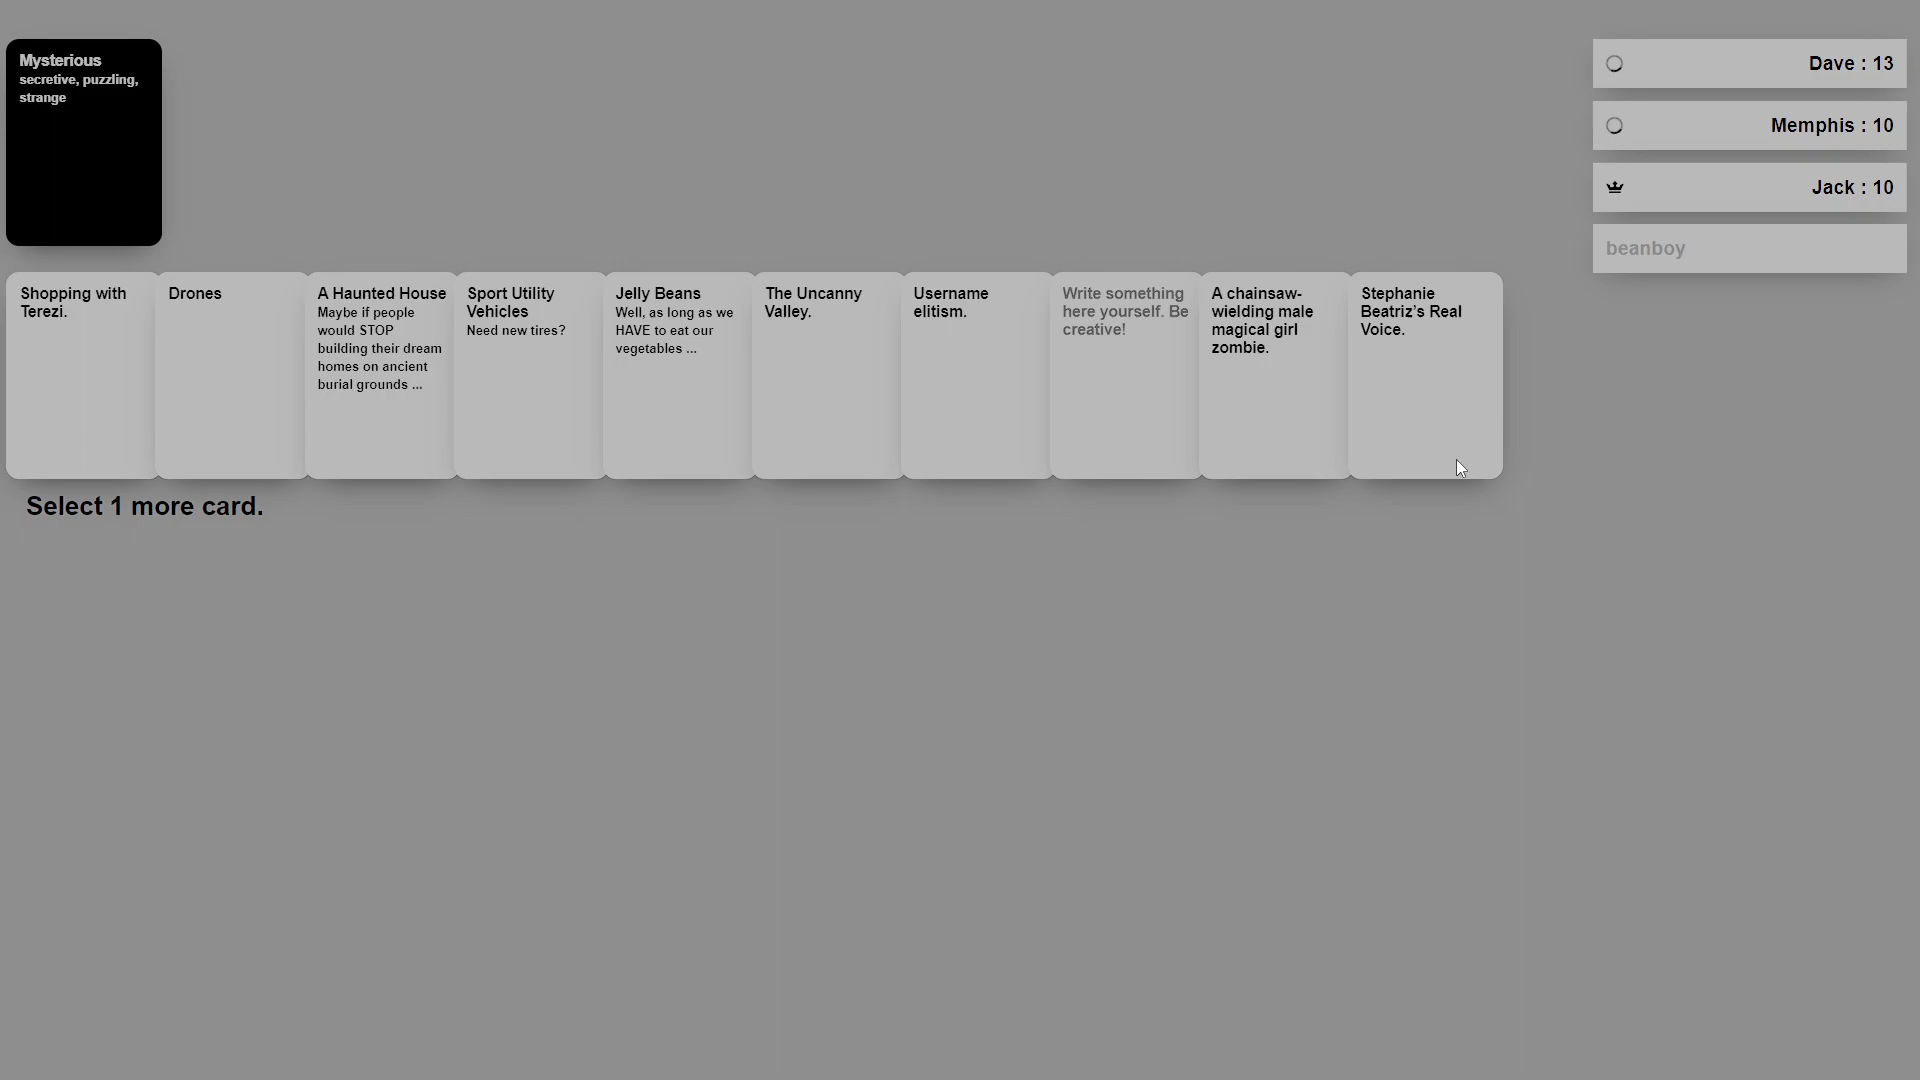 Mysterious
secretive, puzzling,
strange
Dave : 13
Memphis : 10
Jack : 10
beanboy
Shopping with
Terezi.
Drones
A Haunted House
Maybe if people
would STOP
building their dream
homes on ancient
burial grounds ...
Sport Utility
Vehicles
Need new tires?
Jelly Beans
Well, as long as we
HAVE to eat our
vegetables ...
The Uncanny
Valley.
Username
elitism.
Write something
here yourself. Be
creative!
A chainsaw-
wielding male
magical girl
zombie.
Stephanie
Beatriz's Real
Voice.
Select 1 more card.